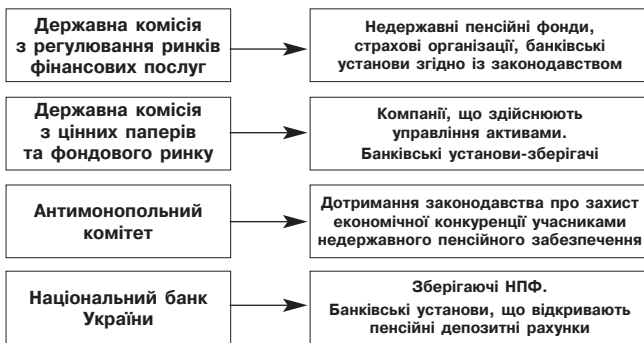 Державна комісія
з регулювання ринків
фінансових послуг
Недержавні пенсійні фонди,
страхові організації, банківські
установи згідно із законодавством
Державна комісія
з цінних паперів
та фондового ринку
Компанії, що здійснюють
управління активами.
Банківські установи-зберігачі
Антимонопольний
комітет
Дотримання законодавства про захист
економічної конкуренції учасниками
недержавного пенсійного забезпечення
Національний банк
України
Зберігаючі НПФ.
Банківські установи, що відкривають
пенсійні депозитні рахунки